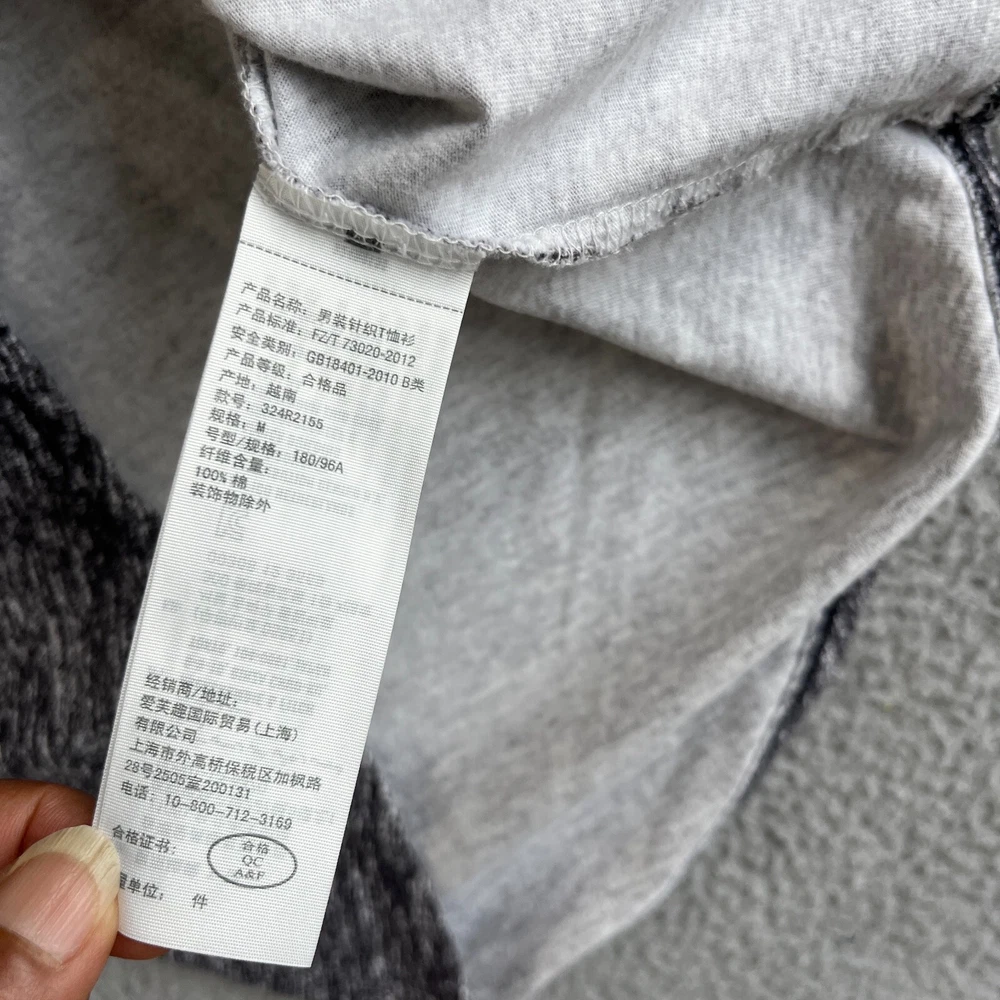 产品名称：男装针织T恤衫
产品标准：FZ/T 73020-2012
安全类别：GB18401-2010 B类
产品等级：合格品
产地：越南
款号：324R2155
规格：M
号型/规格：180/96A
纤维含量：
100% 棉
装饰物除外
经销商/地址：
爱芙趣国际贸易(上海)
有限公司
上海市外高桥保税区加枫路
28号2505室200131
电话：10-800-712-3169
合格证书：
合格
QC
A&F
单位： 件